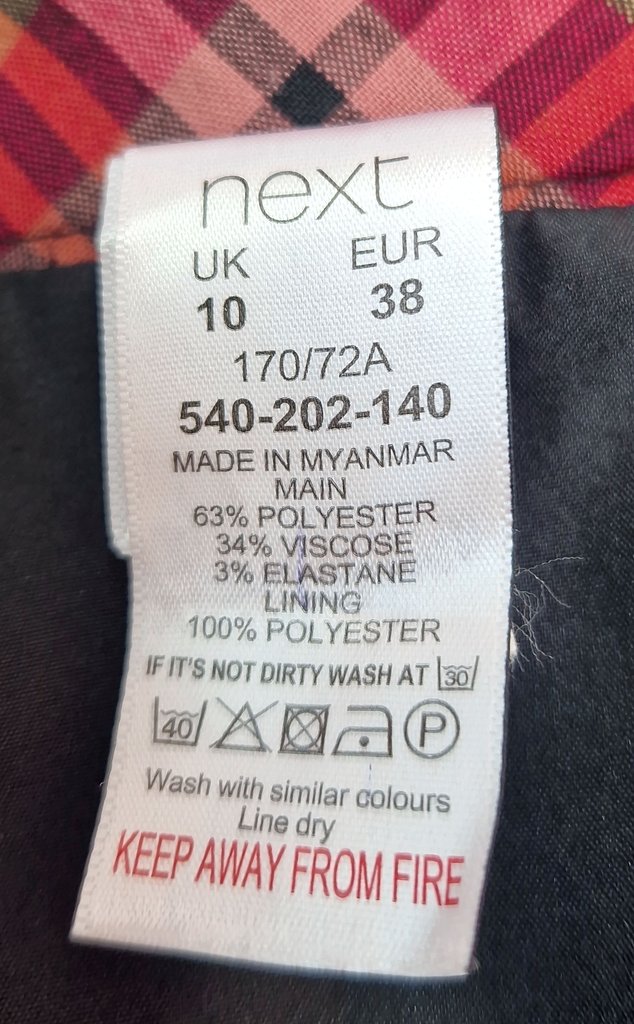 next
UK EUR
10 38
170/72A
540-202-140
MADE IN MYANMAR
MAIN
63% POLYESTER
34% VISCOSE
3% ELASTANE
LINING
100% POLYESTER
IF IT'S NOT DIRTY WASH AT 30
40 P
Wash with similar colours
Line dry
KEEP AWAY FROM FIRE